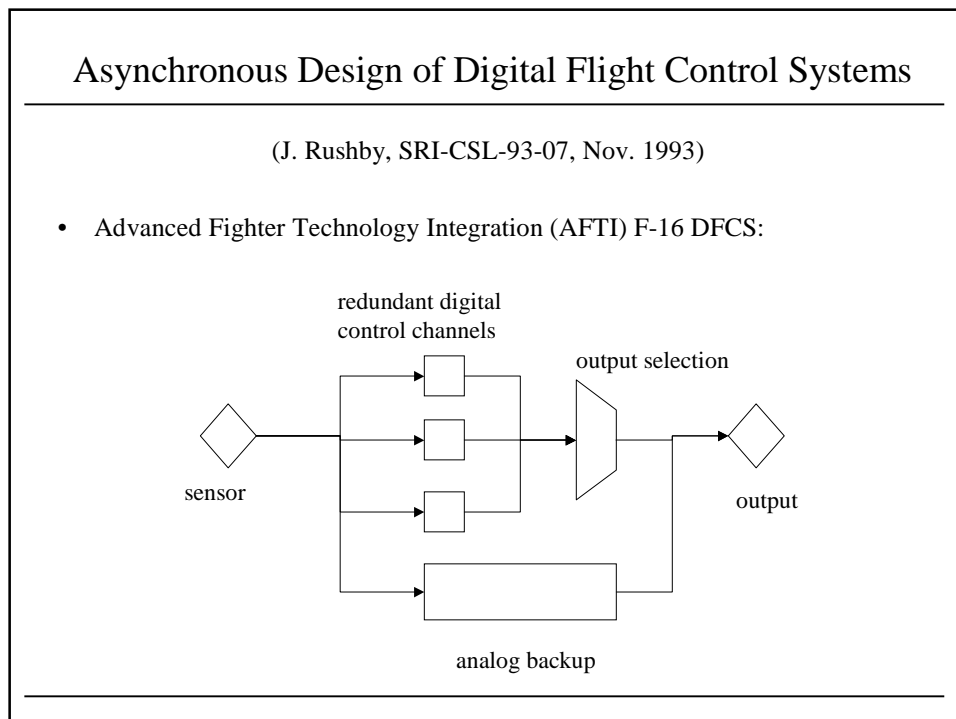 Asynchronous Design of Digital Flight Control Systems
(J. Rushby, SRI-CSL-93-07, Nov. 1993)
• Advanced Fighter Technology Integration (AFTI) F-16 DFCS:
redundant digital
control channels
output selection
sensor
output
analog backup